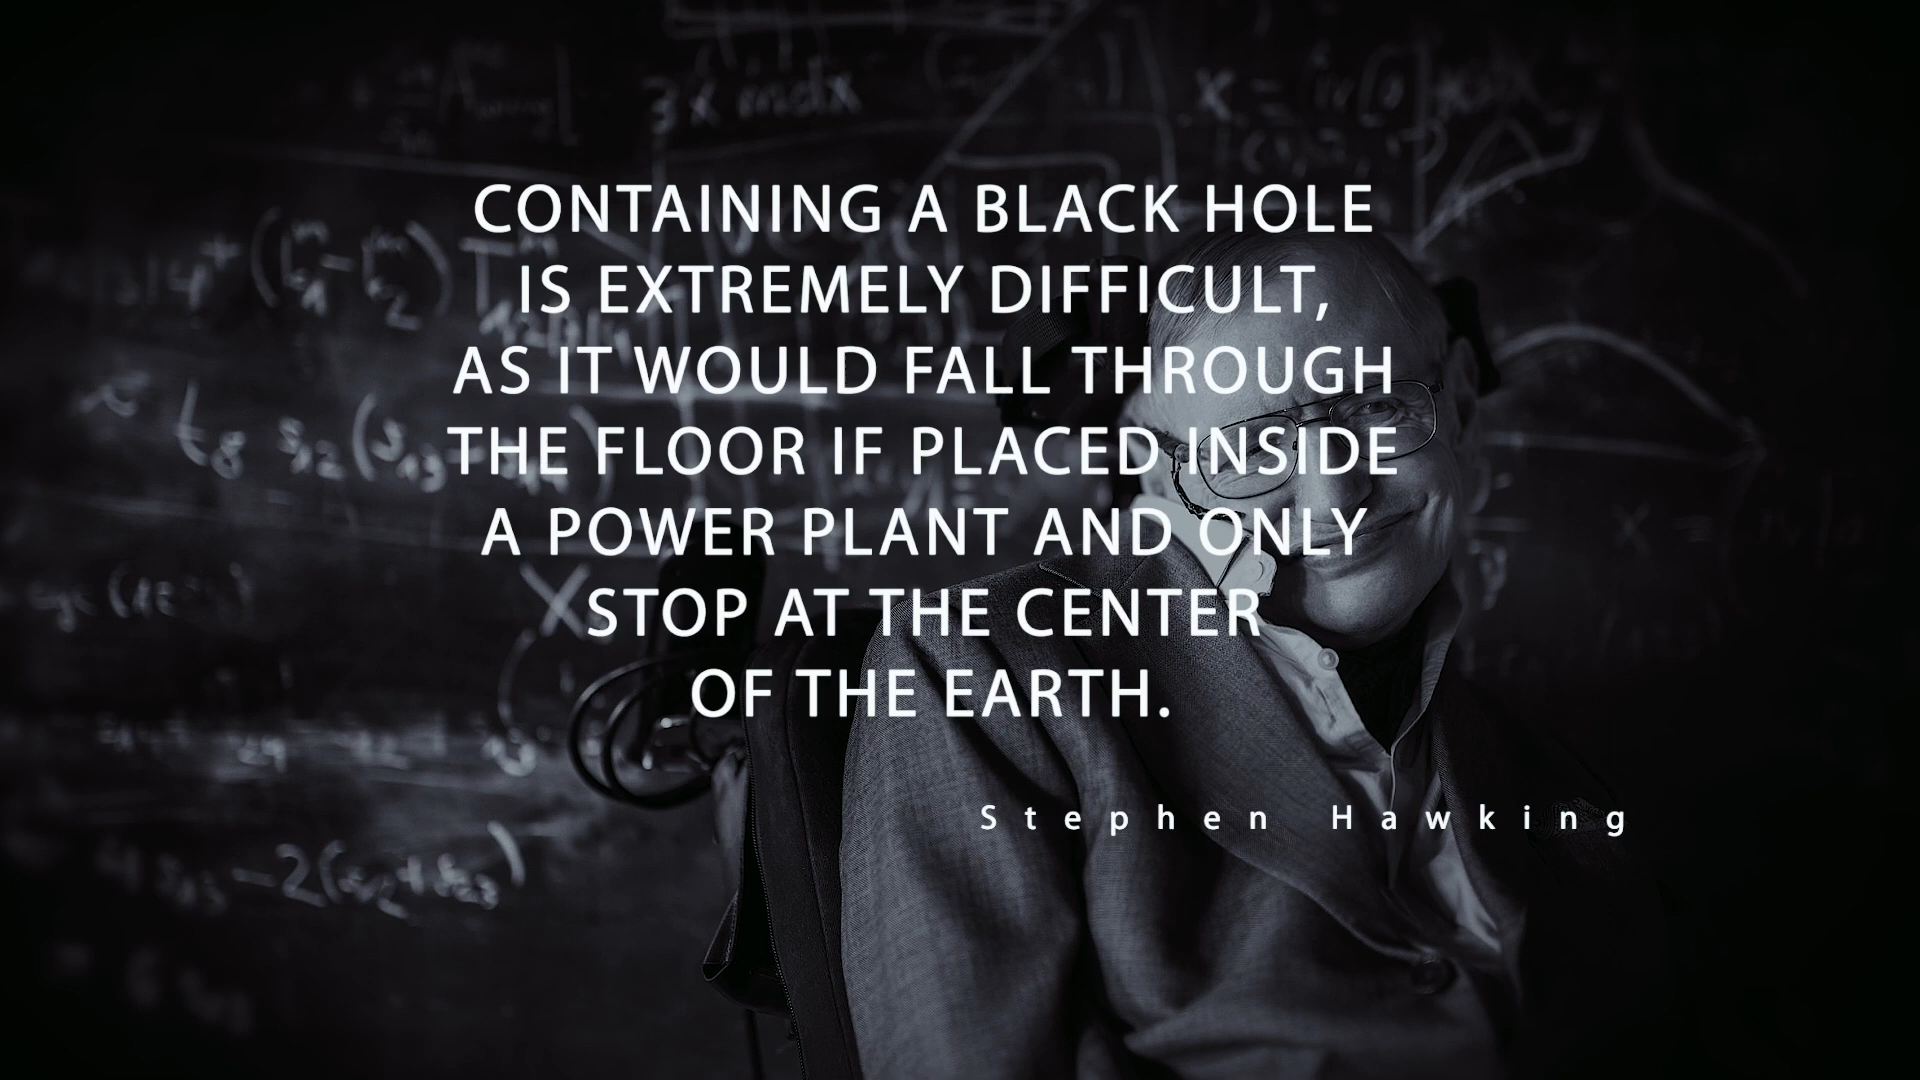 CONTAINING A BLACK HOLE
IS EXTREMELY DIFFICULT,
AS IT WOULD FALL THROUGH
THE FLOOR IF PLACED INSIDE
A POWER PLANT AND ONLY
STOP AT THE CENTER
OF THE EARTH.
Stephen Hawking